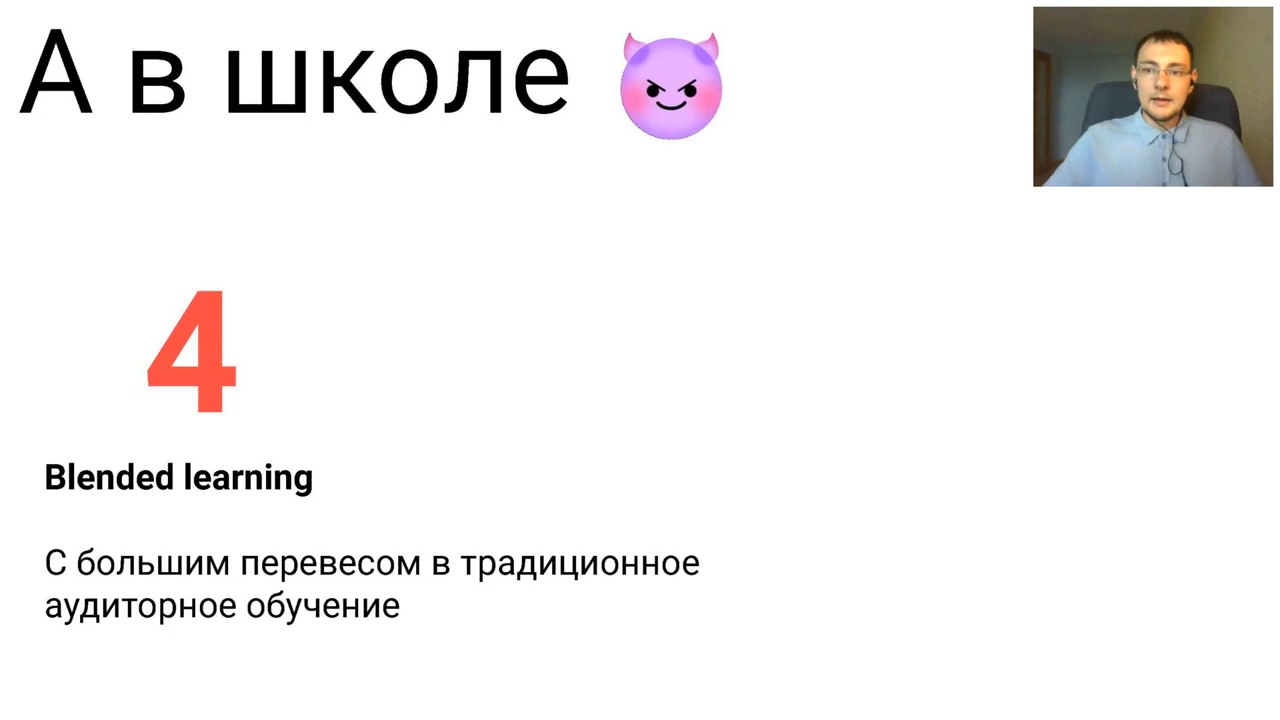 А в школе
4
Blended learning
С большим перевесом в традиционное
аудиторное обучение